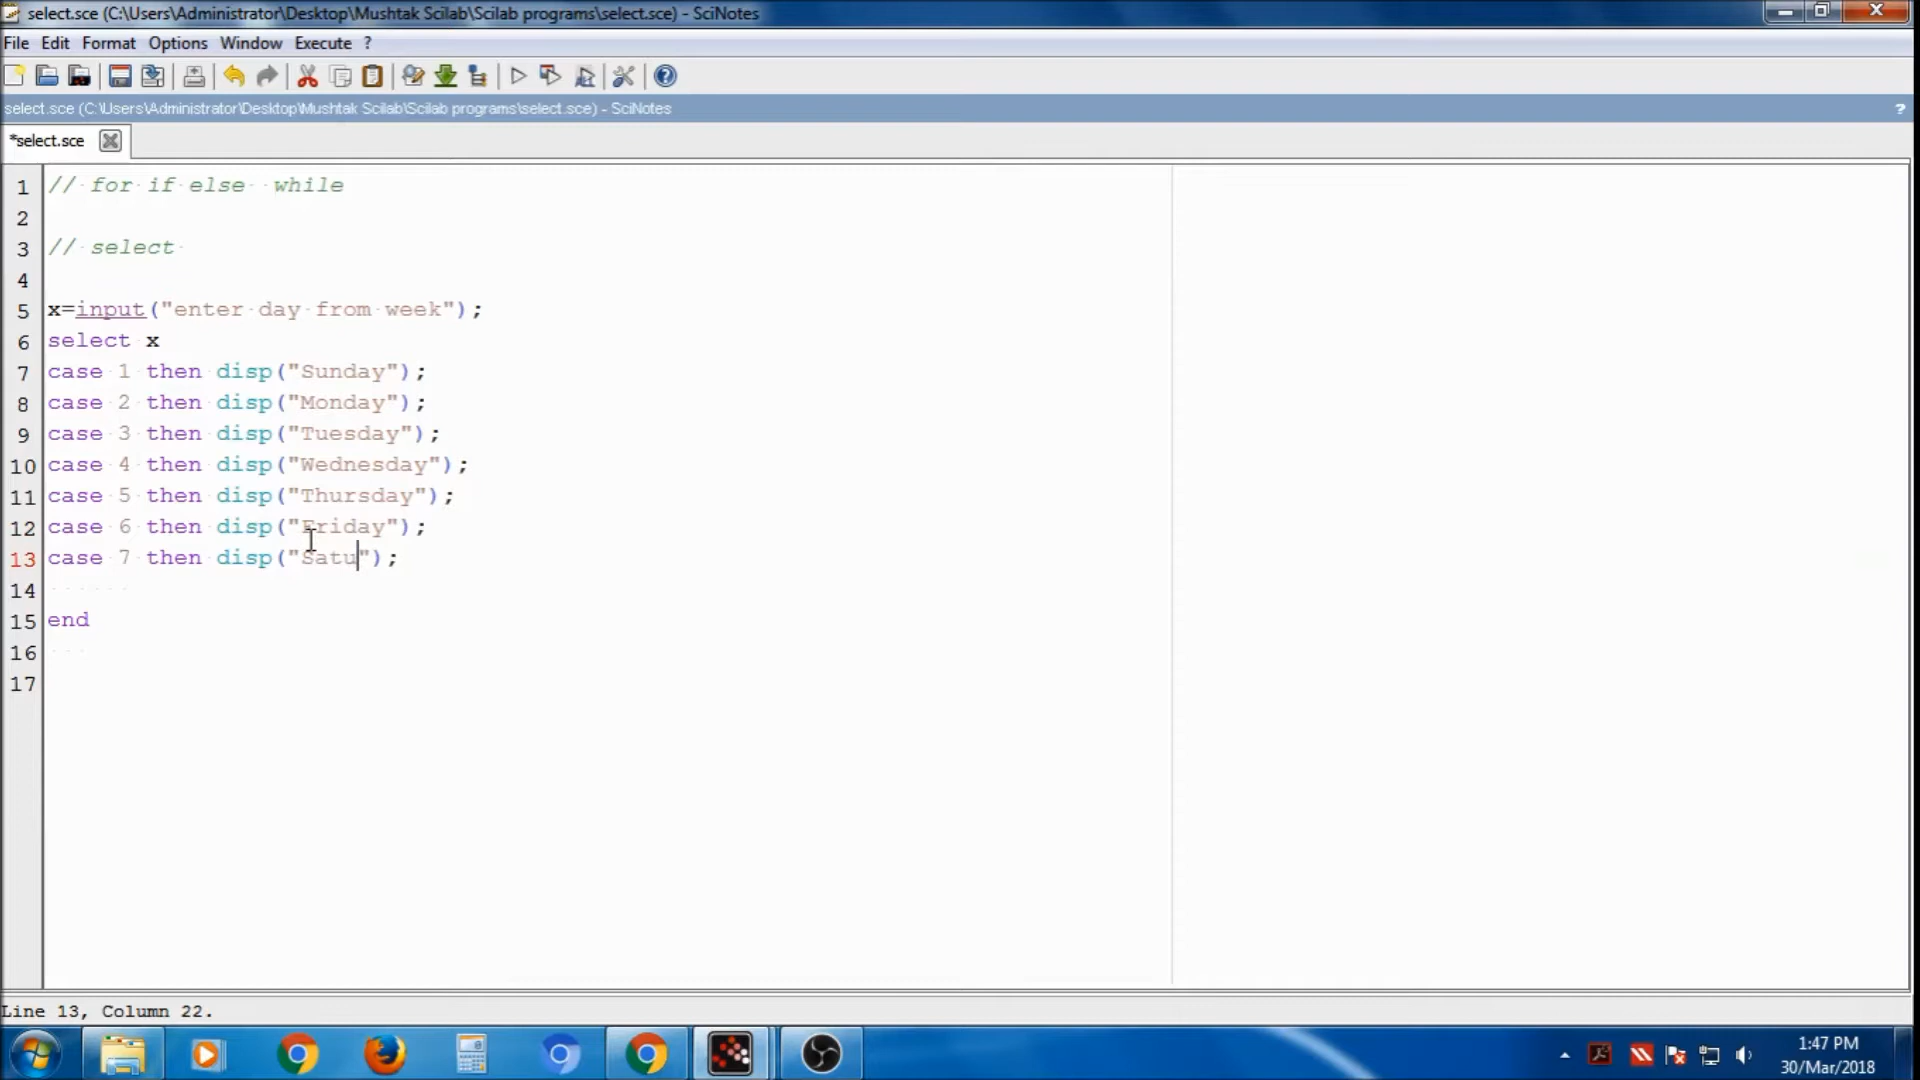 select.sce (C:\Users\Administrator\Desktop\Mushtak Scilab\Scilab programs\select.sce) - SciNotes
File Edit Format Options Window Execute ?
select.sce (C:\Users\Administrator\Desktop\Mushtak Scilab\Scilab programs\select.sce) - SciNotes ?
*select.sce
1 // for if else  while
2
3 // select
4
5 x=input("enter day from week");
6 select x
7 case 1 then disp("Sunday");
8 case 2 then disp("Monday");
9 case 3 then disp("Tuesday");
10 case 4 then disp("Wednesday");
11 case 5 then disp("Thursday");
12 case 6 then disp("Friday");
13 case 7 then disp("Satu");
14
15 end
16
17
Line 13, Column 22.
1:47 PM
30/Mar/2018